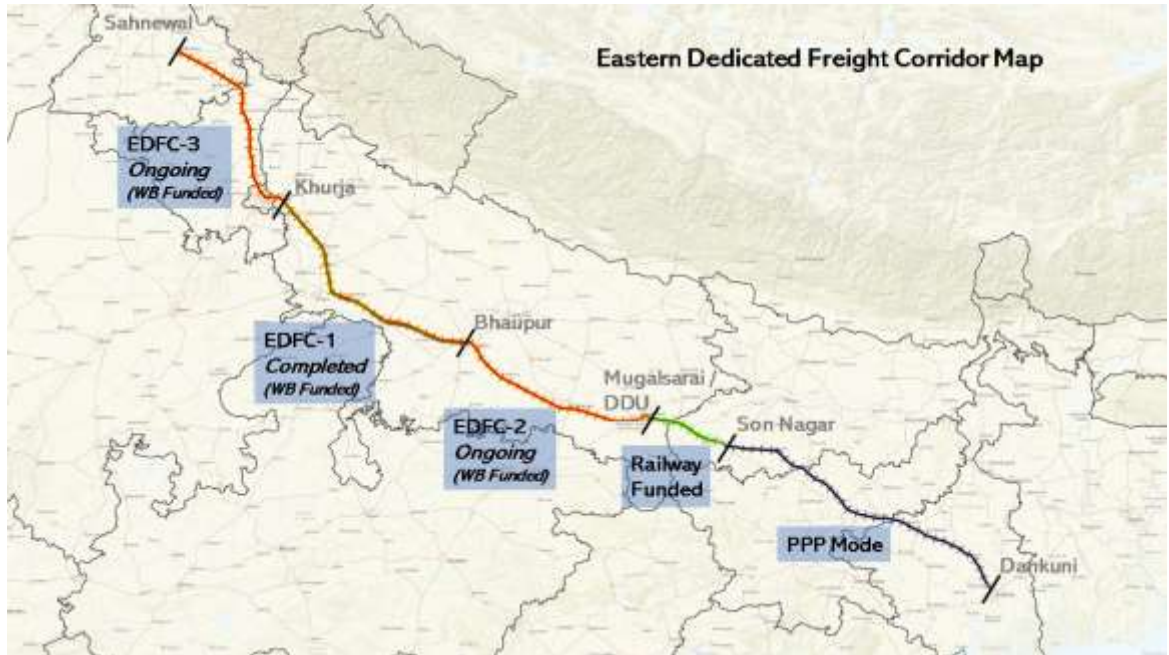 Sahnewal
Eastern Dedicated Freight Corridor Map
EDFC-3
Ongoing
(WB Funded)
Khurja
EDFC-1
Completed
(WB Funded)
Bhaupur
Mugalsarai /
DDU
EDFC-2
Ongoing
(WB Funded)
Son Nagar
Railway
Funded
PPP Mode
Dankuni